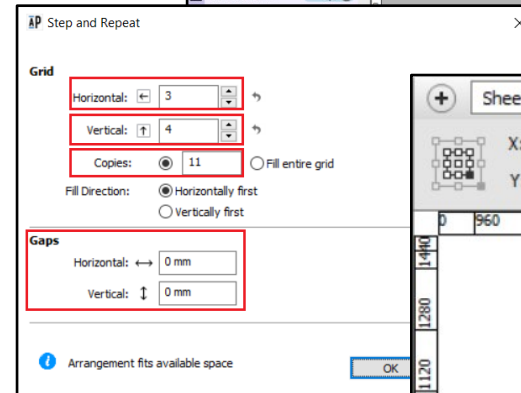 AP Step and Repeat
Grid
Horizontal: 3
Vertical: 4
Copies: 11 Fill entire grid
Fill Direction: Horizontally first
Vertically first
Gaps
Horizontal: 0 mm
Vertical: 0 mm
Arrangement fits available space
OK
Shee
X:
Y
0 960
1440
1280
1120